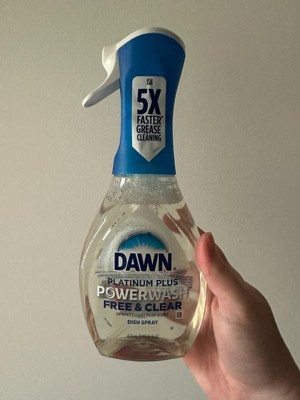 5X
FASTER*
GREASE
CLEANING
DAWN
PLATINUM PLUS
POWERWASH
FREE & CLEAR
DISH SPRAY